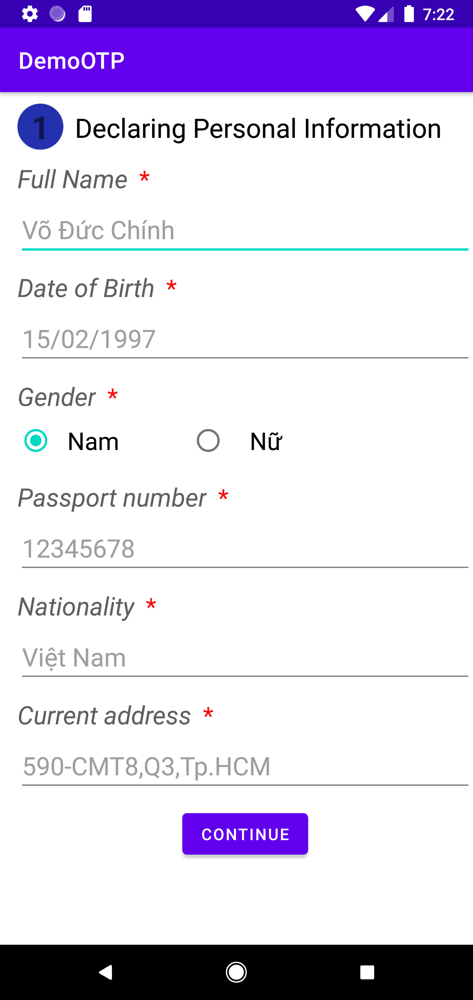 7:22
DemoOTP
1 Declaring Personal Information
Full Name *
Võ Đức Chính
Date of Birth *
15/02/1997
Gender *
Nam Nữ
Passport number *
12345678
Nationality *
Việt Nam
Current address *
590-CMT8,Q3,Tp.HCM
CONTINUE